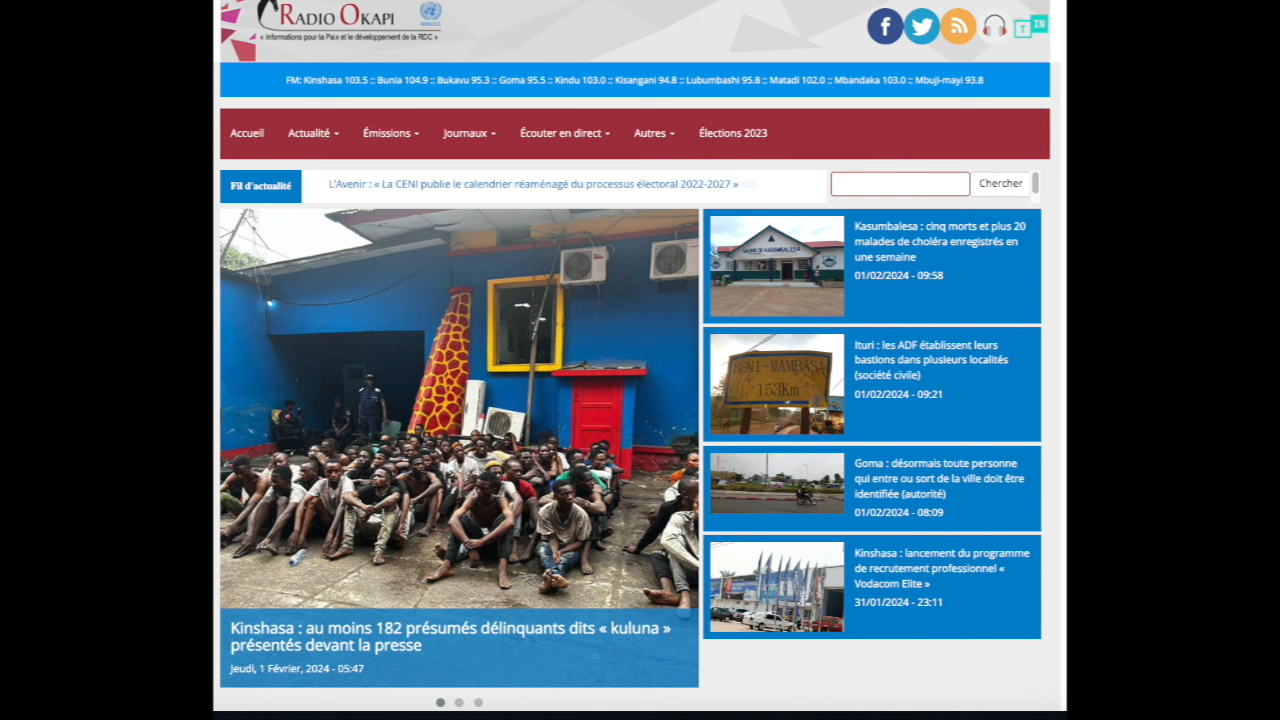 RADIO OKAPI
« Informations pour la Paix et le développement de la RDC »
T IN
FM: Kinshasa 103.5 :: Bunia 104.9 :: Bukavu 95.3 :: Goma 95.5 :: Kindu 103.0 :: Kisangani 94.8 :: Lubumbashi 95.8 :: Matadi 102.0 :: Mbandaka 103.0 :: Mbuji-mayi 93.8
Accueil Actualité Émissions Journaux Écouter en direct Autres Élections 2023
Fil d'actualité
L'Avenir : « La CENI publie le calendrier réaménagé du processus électoral 2022-2027 »
Chercher
Kinshasa : au moins 182 présumés délinquants dits « kuluna »
présentés devant la presse
Jeudi, 1 Février, 2024 - 05:47
Kasumbalesa : cinq morts et plus 20
malades de choléra enregistrés en
une semaine
01/02/2024 - 09:58
BENI-MAMBASA
153Km
Ituri : les ADF établissent leurs
bastions dans plusieurs localités
(société civile)
01/02/2024 - 09:21
Goma : désormais toute personne
qui entre ou sort de la ville doit être
identifiée (autorité)
01/02/2024 - 08:09
Kinshasa : lancement du programme
de recrutement professionnel «
Vodacom Elite »
31/01/2024 - 23:11